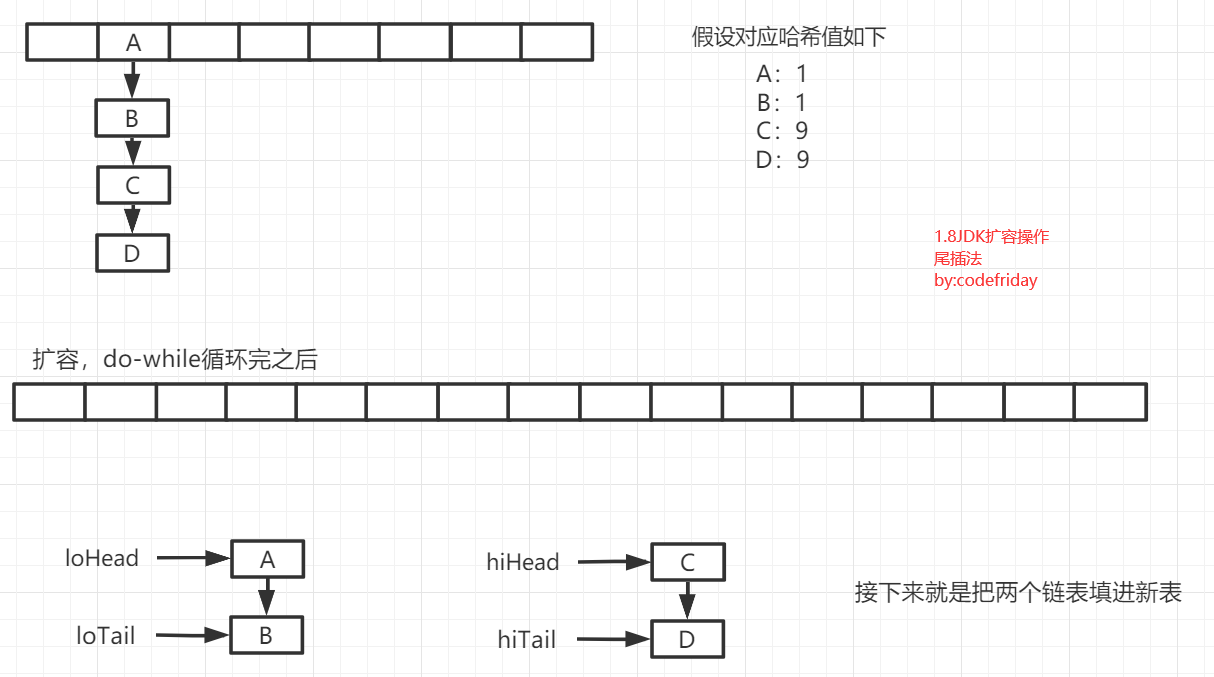 A
B
C
D
假设对应哈希值如下
A：1
B：1
C：9
D：9
1.8JDK扩容操作
尾插法
by:codefriday
扩容，do-while循环完之后
loHead
A
loTail
B
hiHead
C
hiTail
D
接下来就是把两个链表填进新表